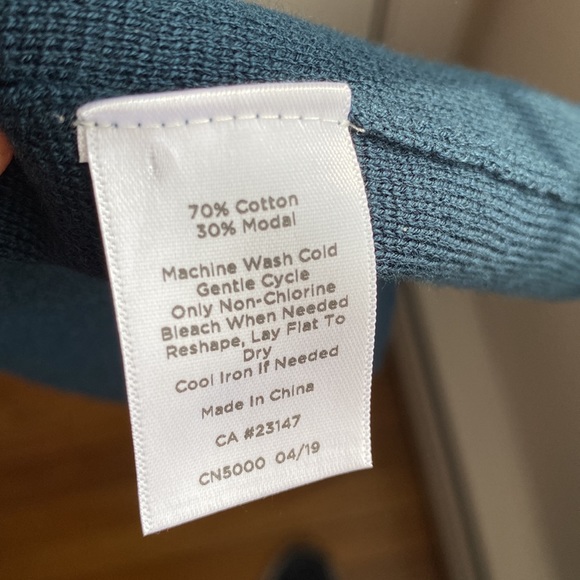 70% Cotton
30% Modal
Machine Wash Cold
Gentle Cycle
Only Non-Chlorine
Bleach When Needed
Reshape, Lay Flat To
Dry
Cool Iron If Needed
Made In China
CA #23147
CN5000 04/19